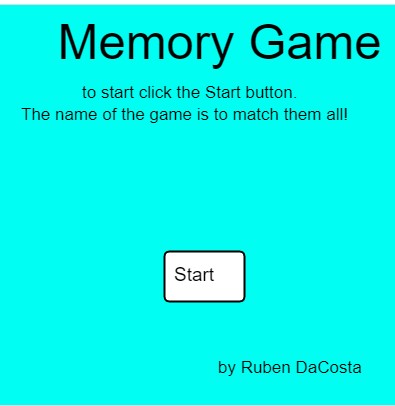 Memory Game
to start click the Start button.
The name of the game is to match them all!
Start
by Ruben DaCosta